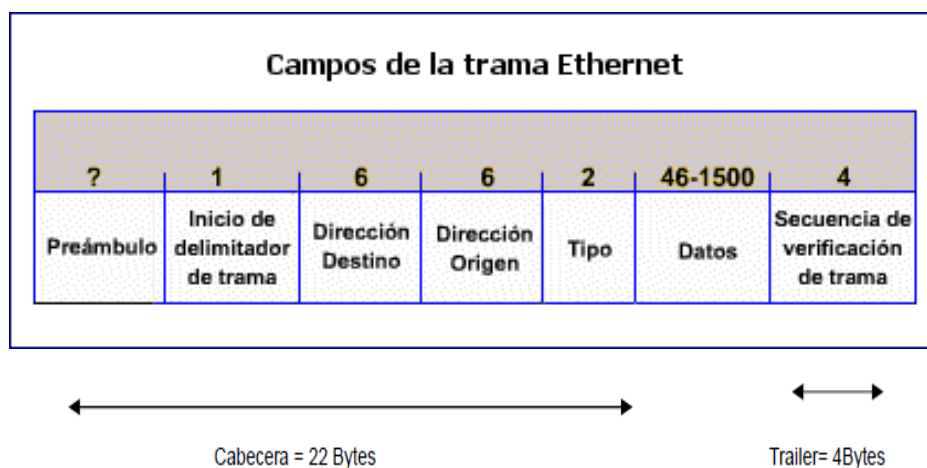 Campos de la trama Ethernet
? 1 6 6 2 46-1500 4
Preámbulo
Inicio de
delimitador
de trama
Dirección
Destino
Dirección
Origen
Tipo
Datos
Secuencia de
verificación
de trama
Cabecera = 22 Bytes
Trailer= 4Bytes